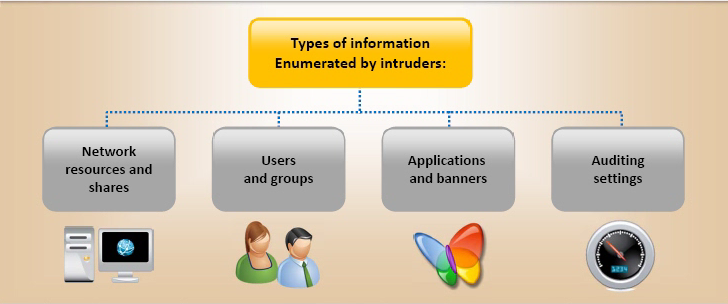 Types of information
Enumerated by intruders:
Network
resources and
shares
Users
and groups
Applications
and banners
Auditing
settings